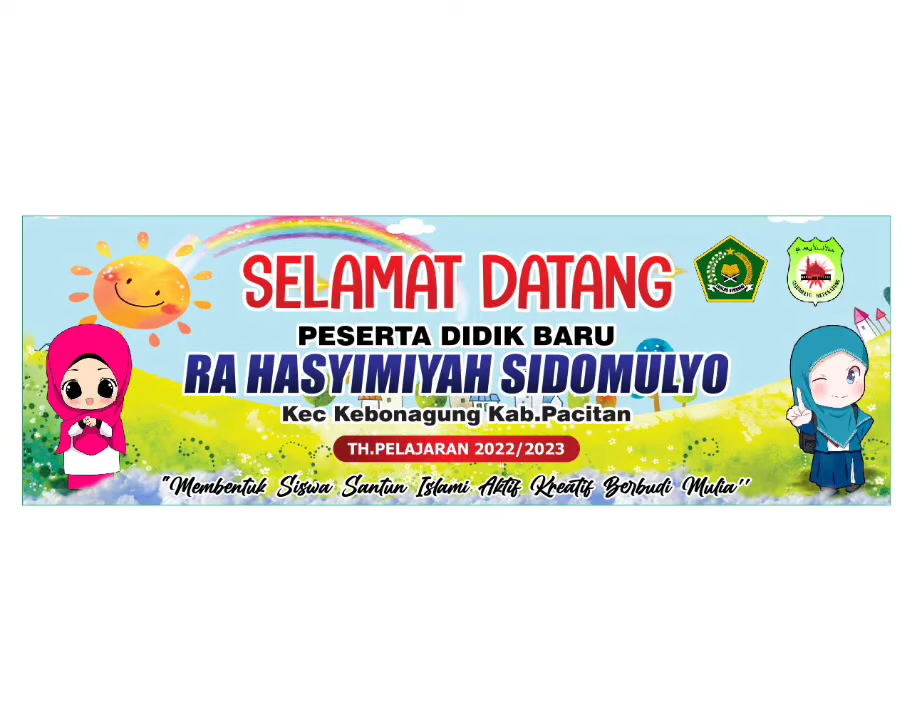 SELAMAT DATANG
PESERTA DIDIK BARU
RA HASYIMIYAH SIDOMULYO
Kec Kebonagung Kab.Pacitan
TH.PELAJARAN 2022/2023
"Membentuk Siswa Santun Islami Aktif Kreatif Berbudi Mulia''